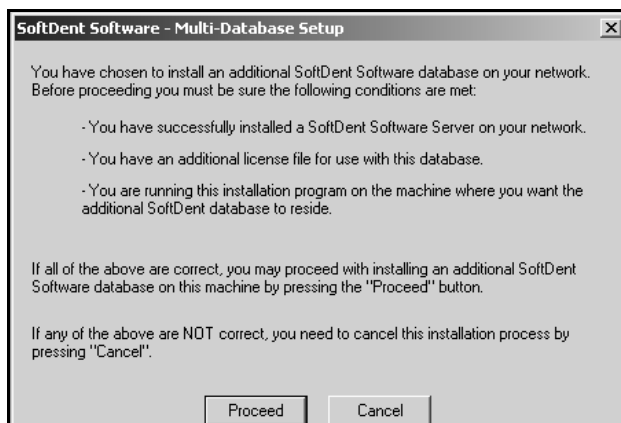 SoftDent Software - Multi-Database Setup
You have chosen to install an additional SoftDent Software database on your network.
Before proceeding you must be sure the following conditions are met:
- You have successfully installed a SoftDent Software Server on your network.
- You have an additional license file for use with this database.
- You are running this installation program on the machine where you want the
additional SoftDent database to reside.
If all of the above are correct, you may proceed with installing an additional SoftDent
Software database on this machine by pressing the "Proceed" button.
If any of the above are NOT correct, you need to cancel this installation process by
pressing "Cancel".
Proceed Cancel